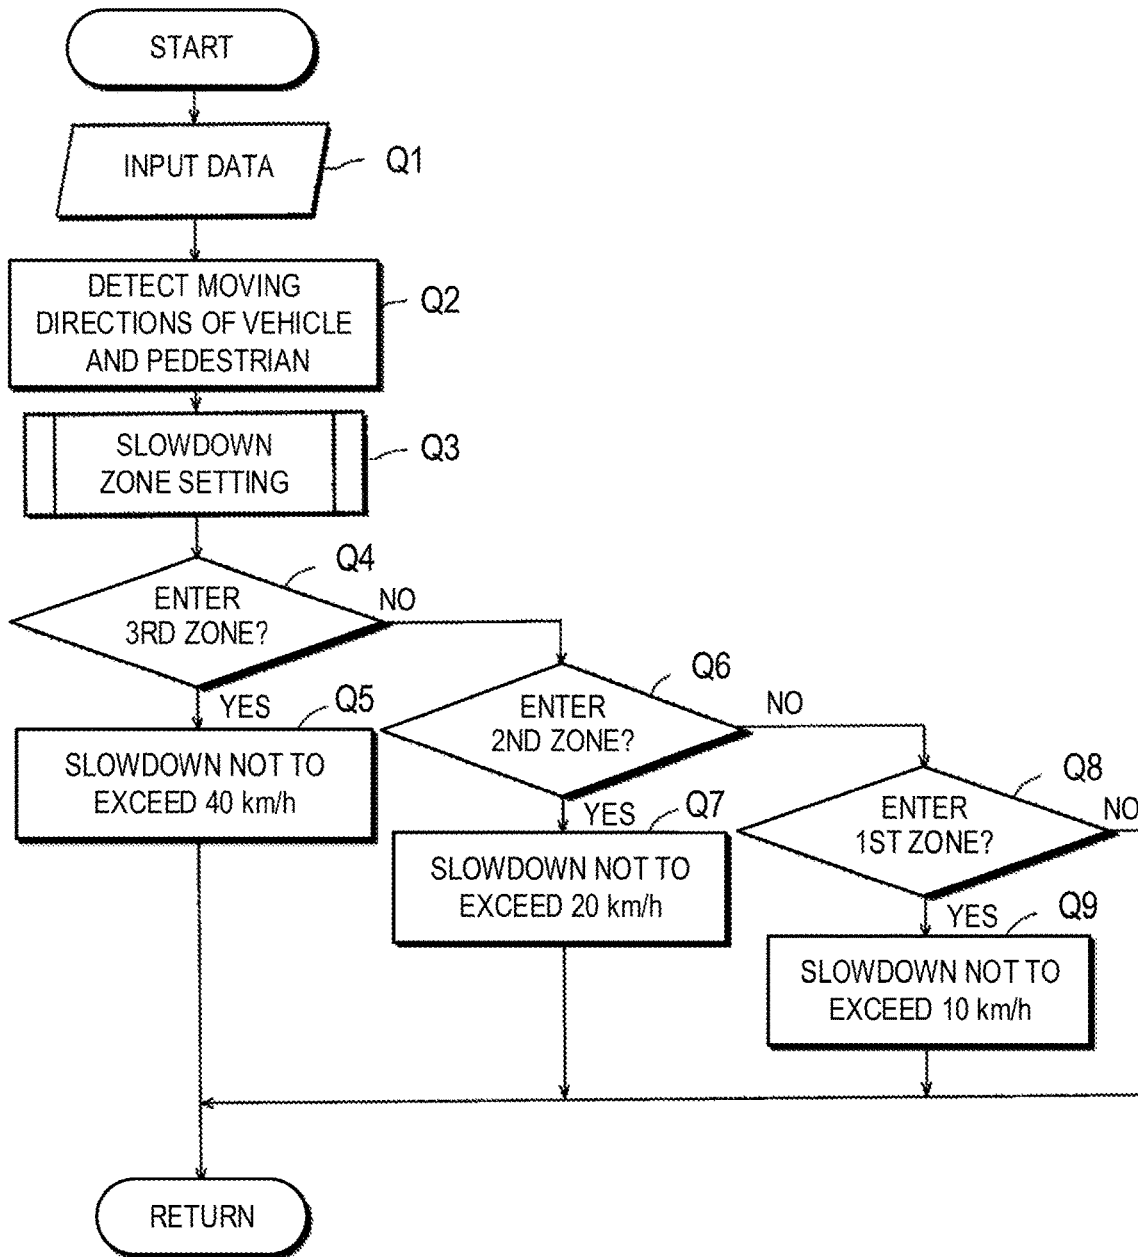 START
INPUT DATA
Q1
DETECT MOVING
DIRECTIONS OF VEHICLE
AND PEDESTRIAN
Q2
SLOWDOWN
ZONE SETTING
Q3
ENTER
3RD ZONE?
Q4
NO
YES
SLOWDOWN NOT TO
EXCEED 40 km/h
Q5
ENTER
2ND ZONE?
Q6
NO
YES
SLOWDOWN NOT TO
EXCEED 20 km/h
Q7
ENTER
1ST ZONE?
Q8
NO
YES
SLOWDOWN NOT TO
EXCEED 10 km/h
Q9
RETURN